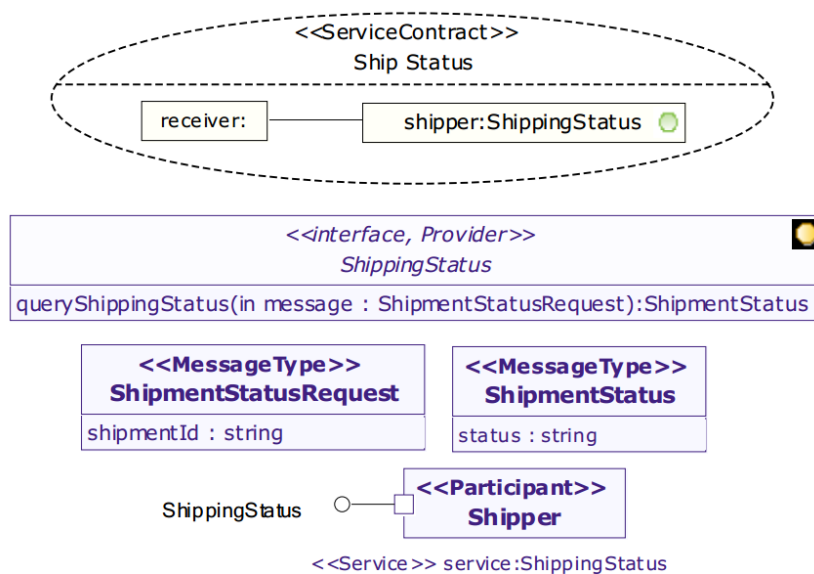 <<ServiceContract>>
Ship Status
receiver:
shipper:ShippingStatus
<<interface, Provider>>
ShippingStatus
queryShippingStatus(in message : ShipmentStatusRequest):ShipmentStatus
<<MessageType>>
ShipmentStatusRequest
shipmentId : string
<<MessageType>>
ShipmentStatus
status : string
ShippingStatus
<<Participant>>
Shipper
<<Service>> service:ShippingStatus